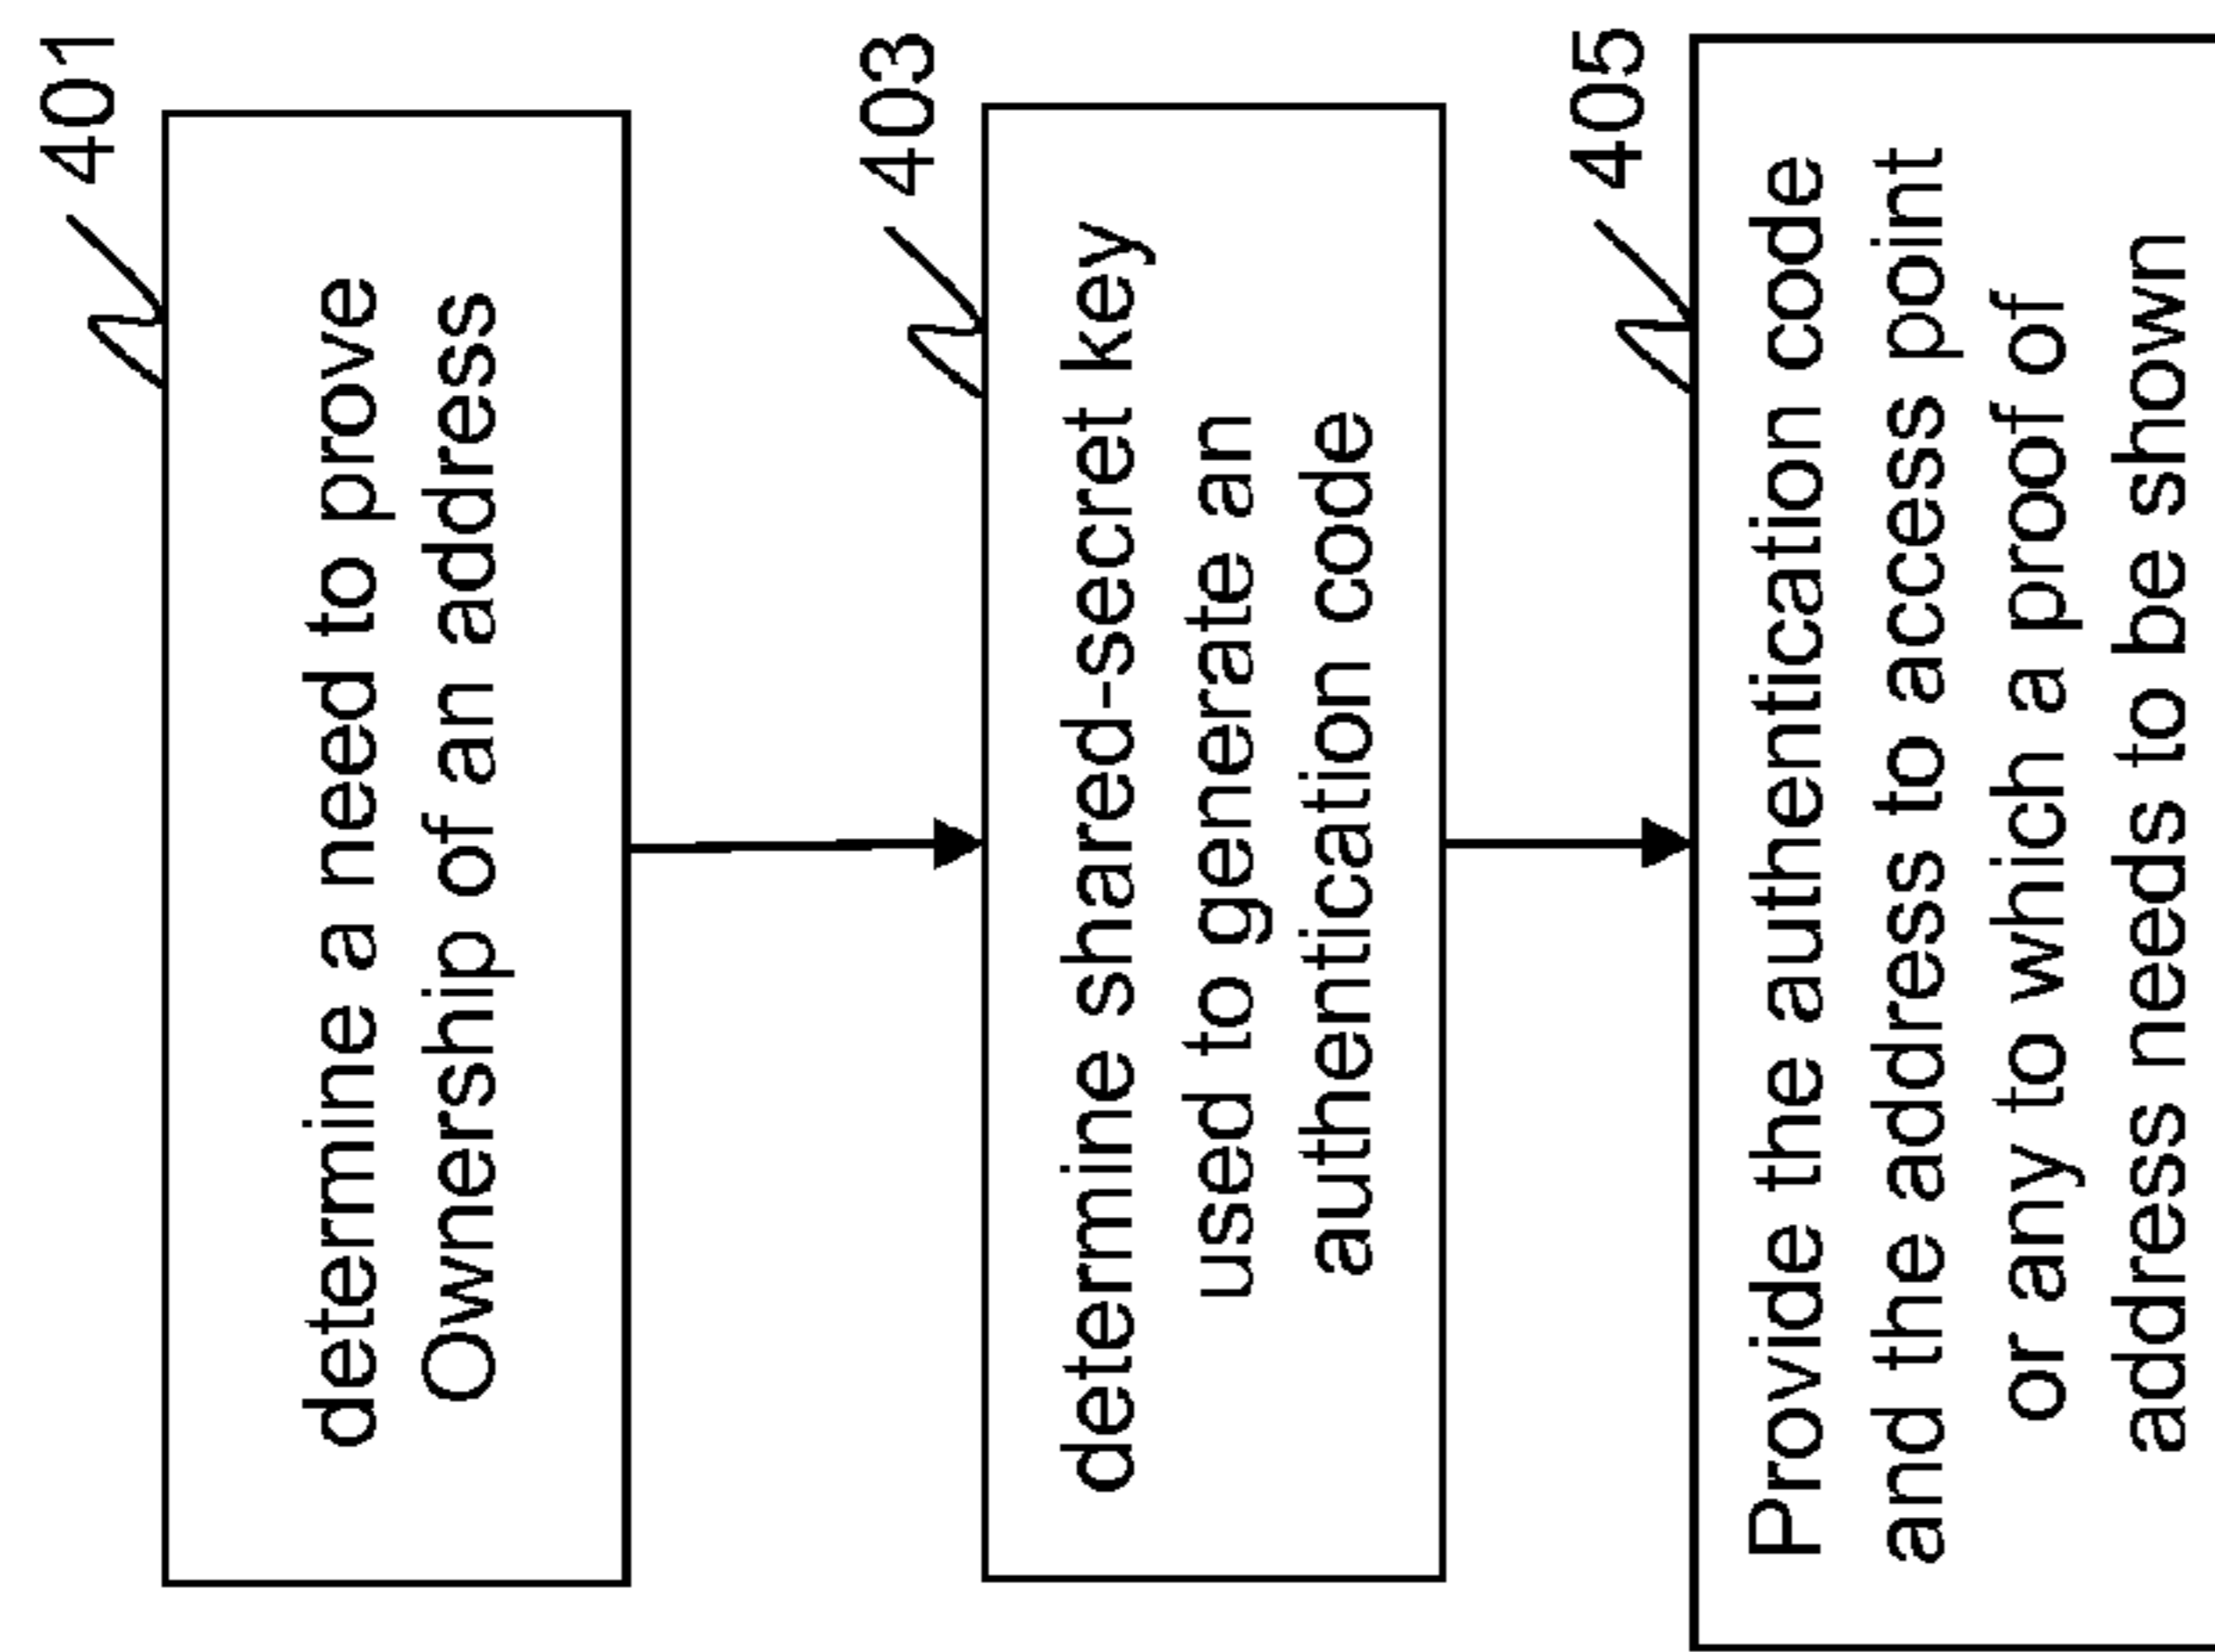 401
determine a need to prove
Ownership of an address
403
determine shared-secret key
used to generate an
authentication code
405
Provide the authentication code
and the address to access point
or any to which a proof of
address needs to be shown